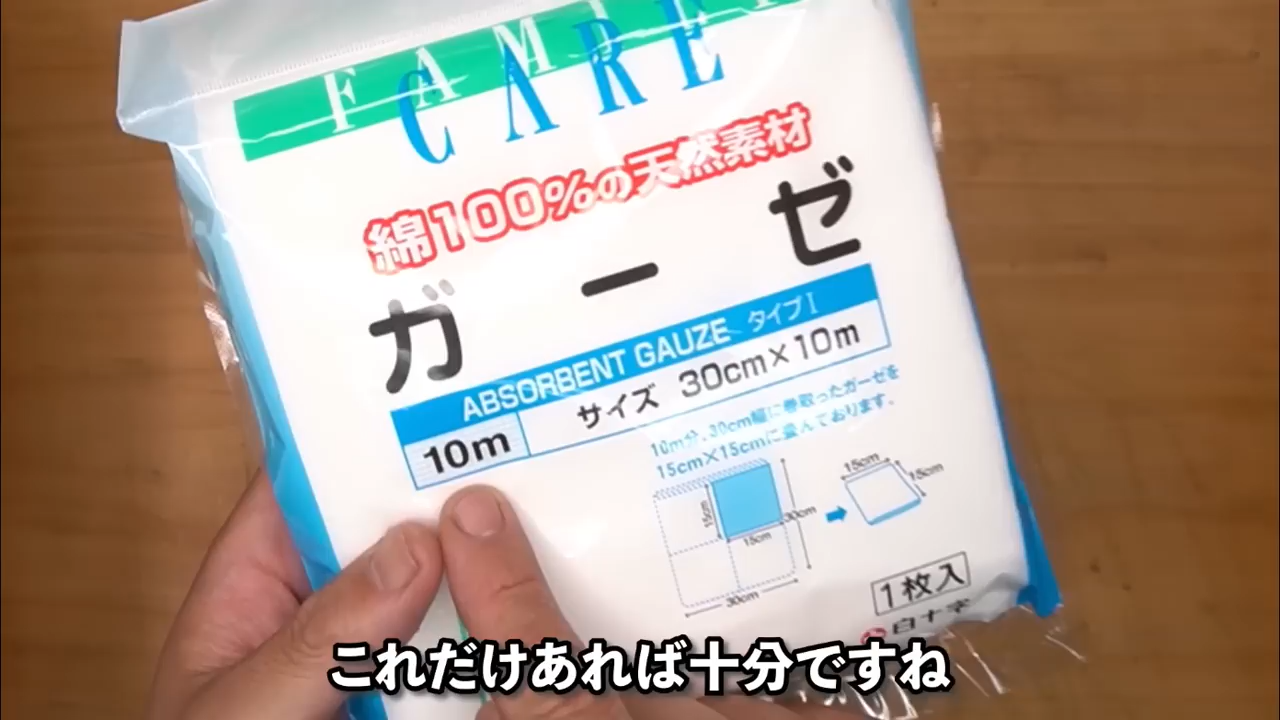 FAMILY
CARE
綿100%の天然素材
ガーゼ
ABSORBENT GAUZE タイプI
10m サイズ 30cm×10m
10m分、30cm幅に巻取ったガーゼを
15cm×15cmに畳んでおります。
15cm
15cm
30cm
30cm
15cm
15cm
1枚入
白十字
これだけあれば十分ですね